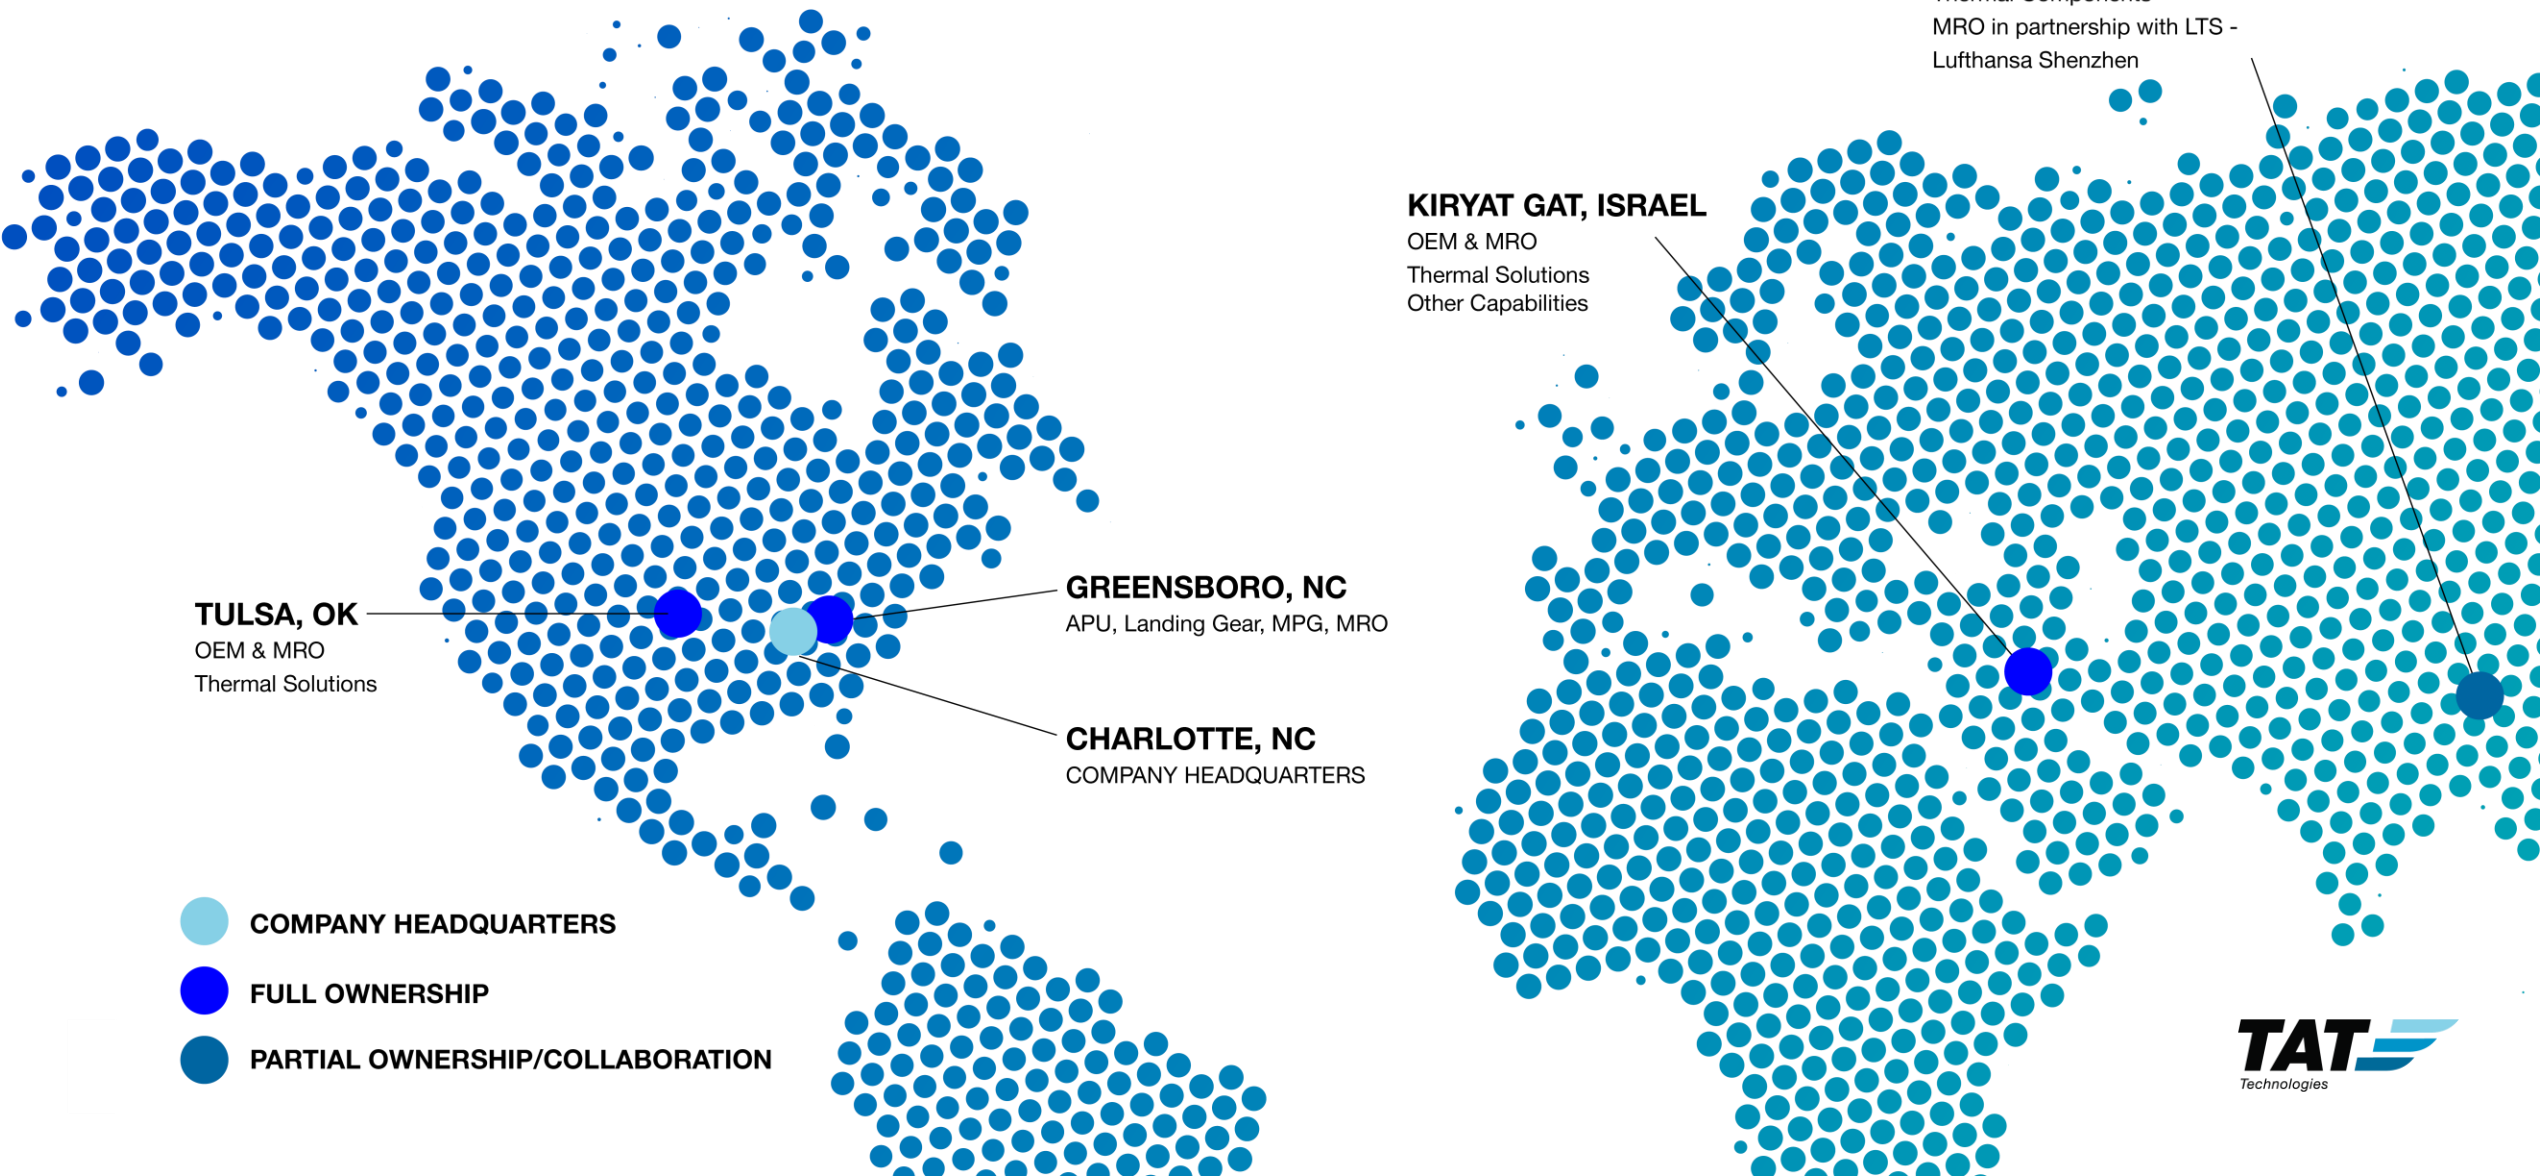 Thermal Components
MRO in partnership with LTS -
Lufthansa Shenzhen
KIRYAT GAT, ISRAEL
OEM & MRO
Thermal Solutions
Other Capabilities
TULSA, OK
OEM & MRO
Thermal Solutions
GREENSBORO, NC
APU, Landing Gear, MPG, MRO
CHARLOTTE, NC
COMPANY HEADQUARTERS
COMPANY HEADQUARTERS
FULL OWNERSHIP
PARTIAL OWNERSHIP/COLLABORATION
TAT
Technologies